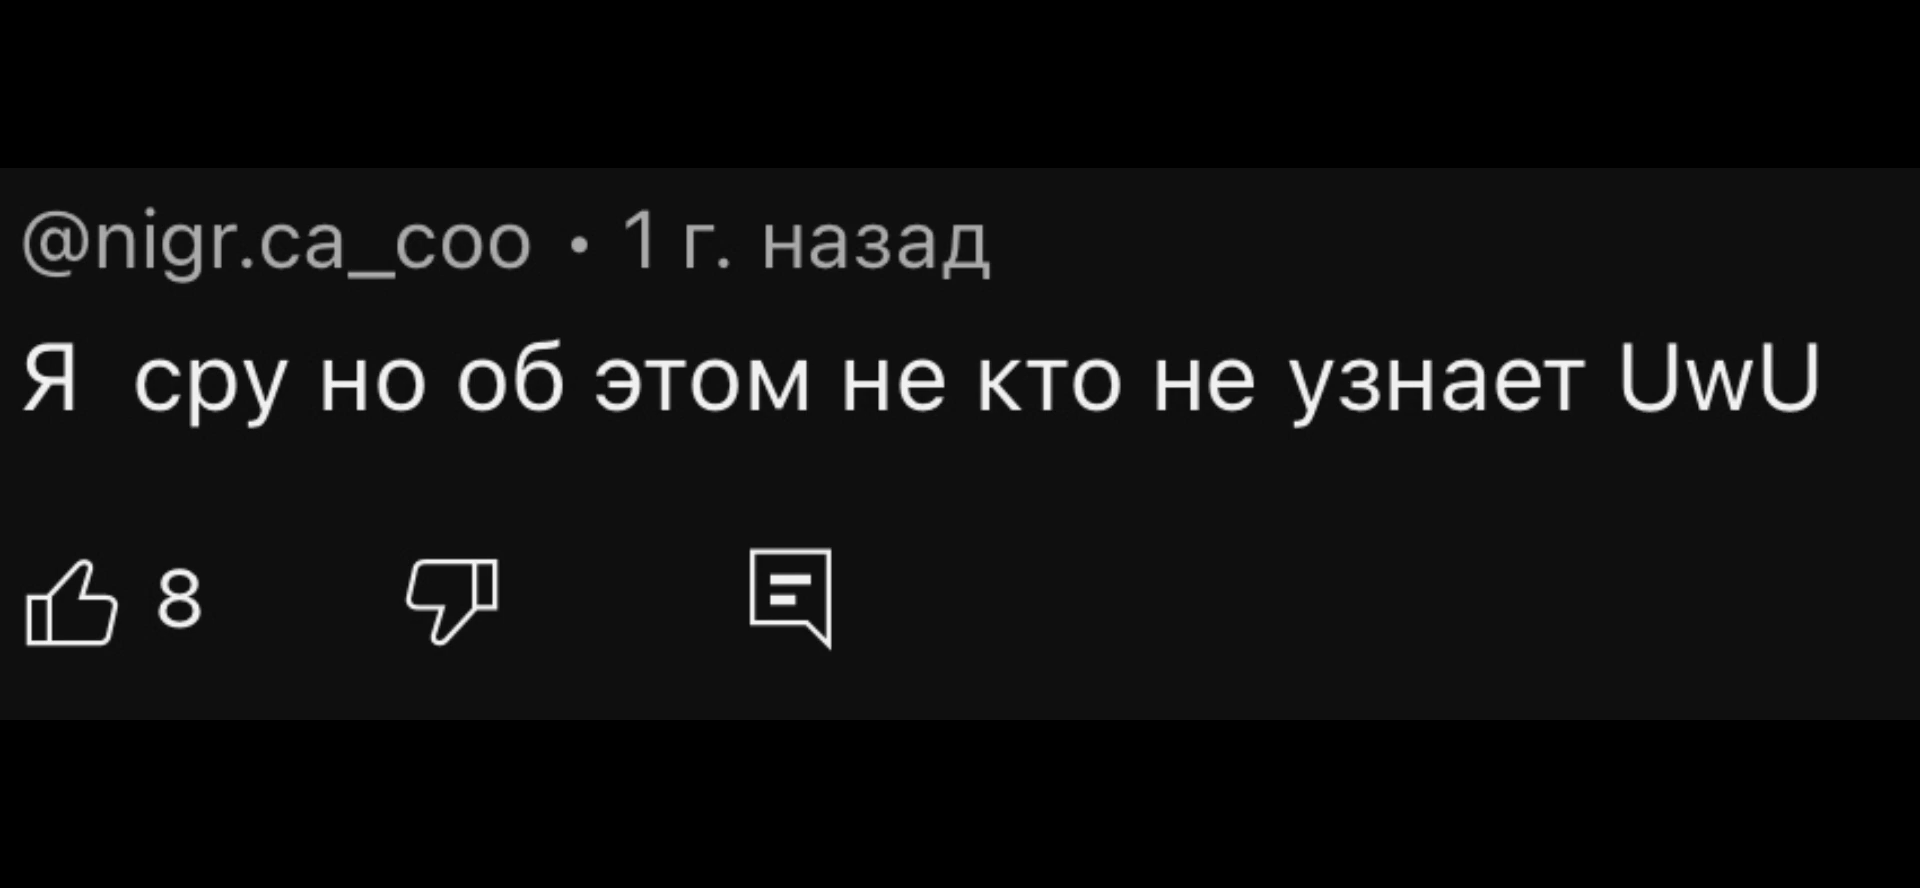 @nigr.ca_coo • 1 г. назад
Я  сру но об этом не кто не узнает UwU
8